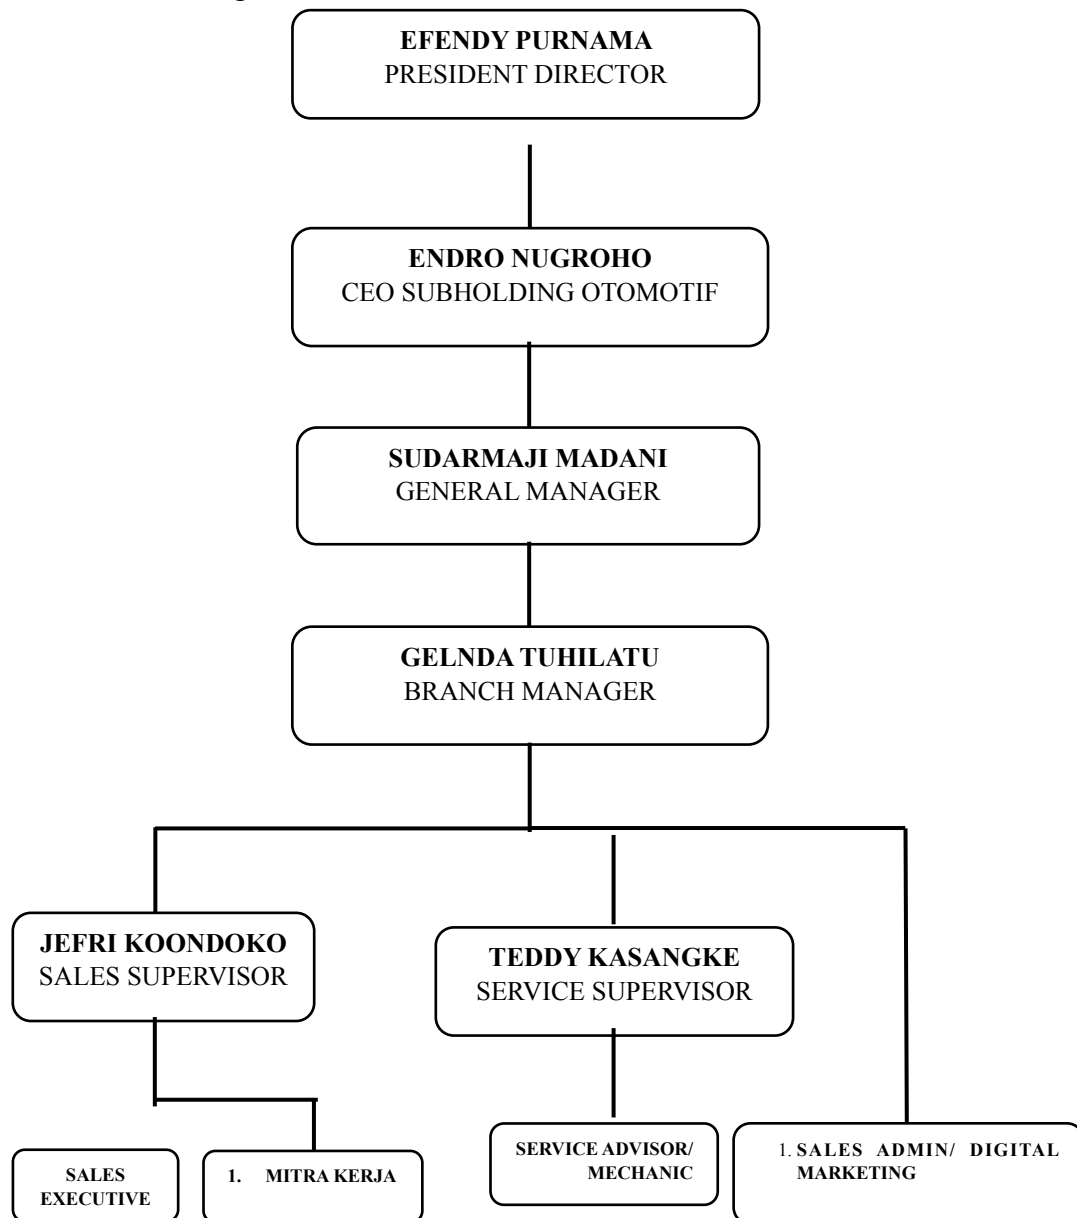 EFENDY PURNAMA
PRESIDENT DIRECTOR
ENDRO NUGROHO
CEO SUBHOLDING OTOMOTIF
SUDARMAJI MADANI
GENERAL MANAGER
GELNDA TUHILATU
BRANCH MANAGER
JEFRI KOONDOKO
SALES SUPERVISOR
TEDDY KASANGKE
SERVICE SUPERVISOR
SALES
EXECUTIVE
1. MITRA KERJA
SERVICE ADVISOR/
MECHANIC
1. SALES ADMIN/ DIGITAL
MARKETING